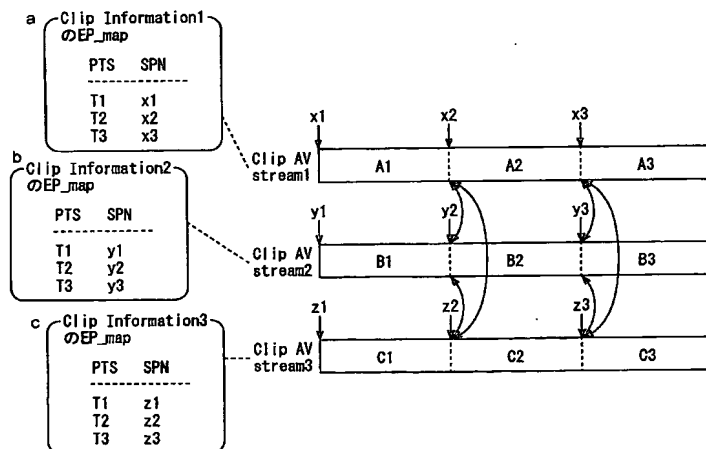 a
Clip Information1
のEP_map
PTS SPN
T1 x1
T2 x2
T3 x3
b
Clip Information2
のEP_map
PTS SPN
T1 y1
T2 y2
T3 y3
c
Clip Information3
のEP_map
PTS SPN
T1 z1
T2 z2
T3 z3
x1 x2 x3
Clip AV
stream1
A1 A2 A3
y1 y2 y3
Clip AV
stream2
B1 B2 B3
z1 z2 z3
Clip AV
stream3
C1 C2 C3